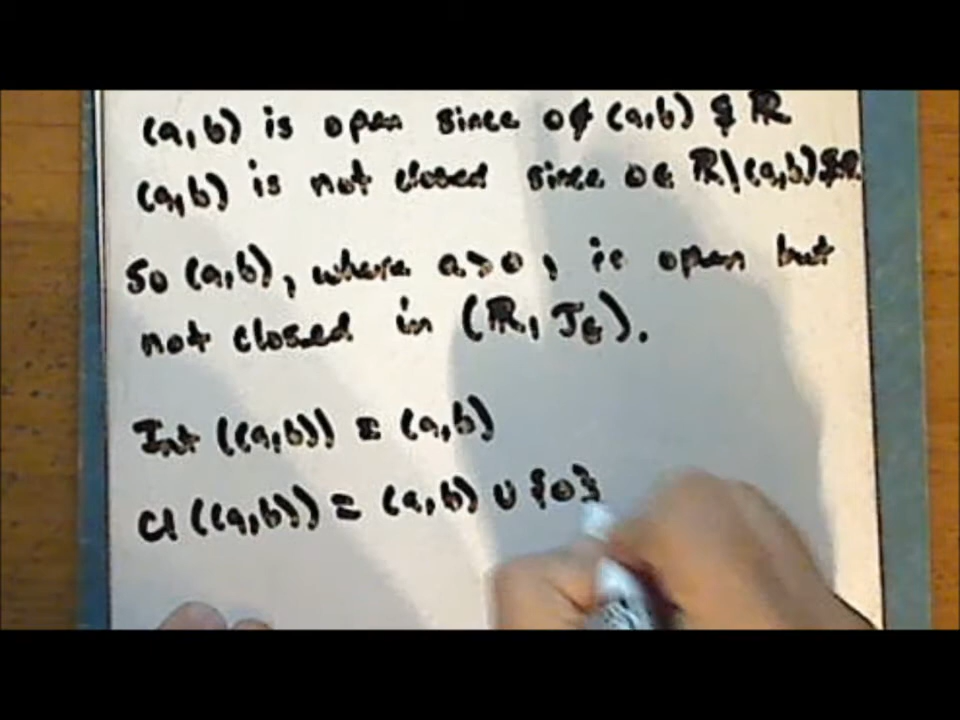 (a,b) is open since 0∉ (a,b) ⊊ ℝ
(a,b) is not closed since 0∈ ℝ\(a,b)⊊ℝ.
So (a,b), where a>0, is open but
not closed in (ℝ, J_E).
Int ((a,b)) = (a,b)
Cl ((a,b)) = (a,b) ∪ {0}